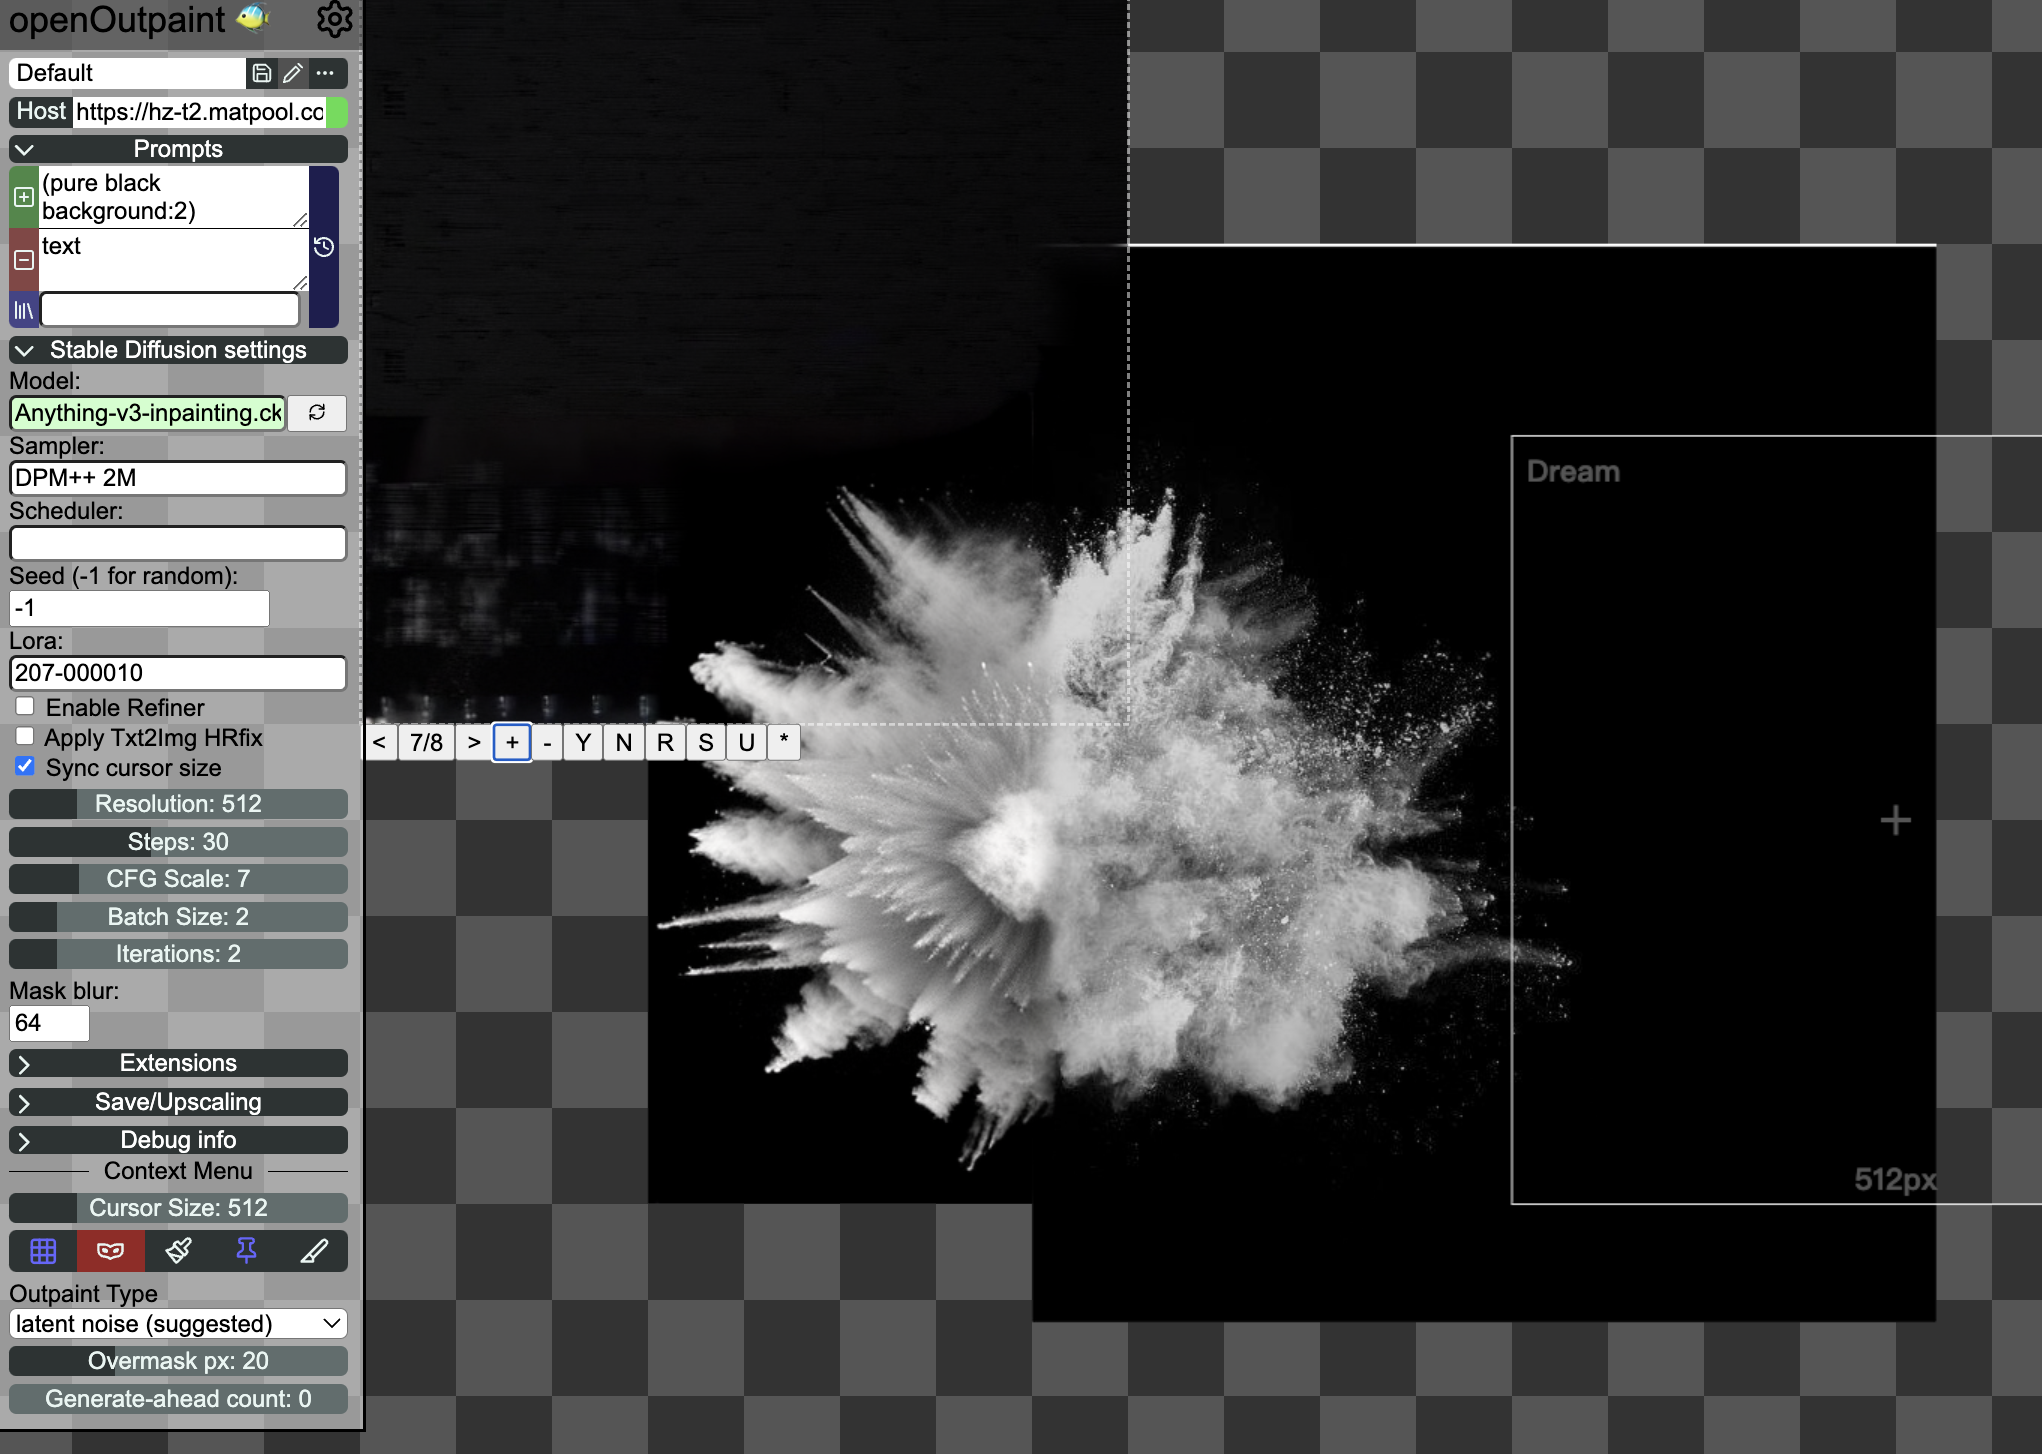 openOutpaint
Default
Host https://hz-t2.matpool.co
Prompts
(pure black
background:2)
text
Stable Diffusion settings
Model:
Anything-v3-inpainting.ck
Sampler:
DPM++ 2M
Scheduler:
Seed (-1 for random):
-1
Lora:
207-000010
Enable Refiner
Apply Txt2Img HRfix
Sync cursor size
Resolution: 512
Steps: 30
CFG Scale: 7
Batch Size: 2
Iterations: 2
Mask blur:
64
Extensions
Save/Upscaling
Debug info
Context Menu
Cursor Size: 512
Outpaint Type
latent noise (suggested)
Overmask px: 20
Generate-ahead count: 0
< 7/8 > + - Y N R S U *
Dream
512px